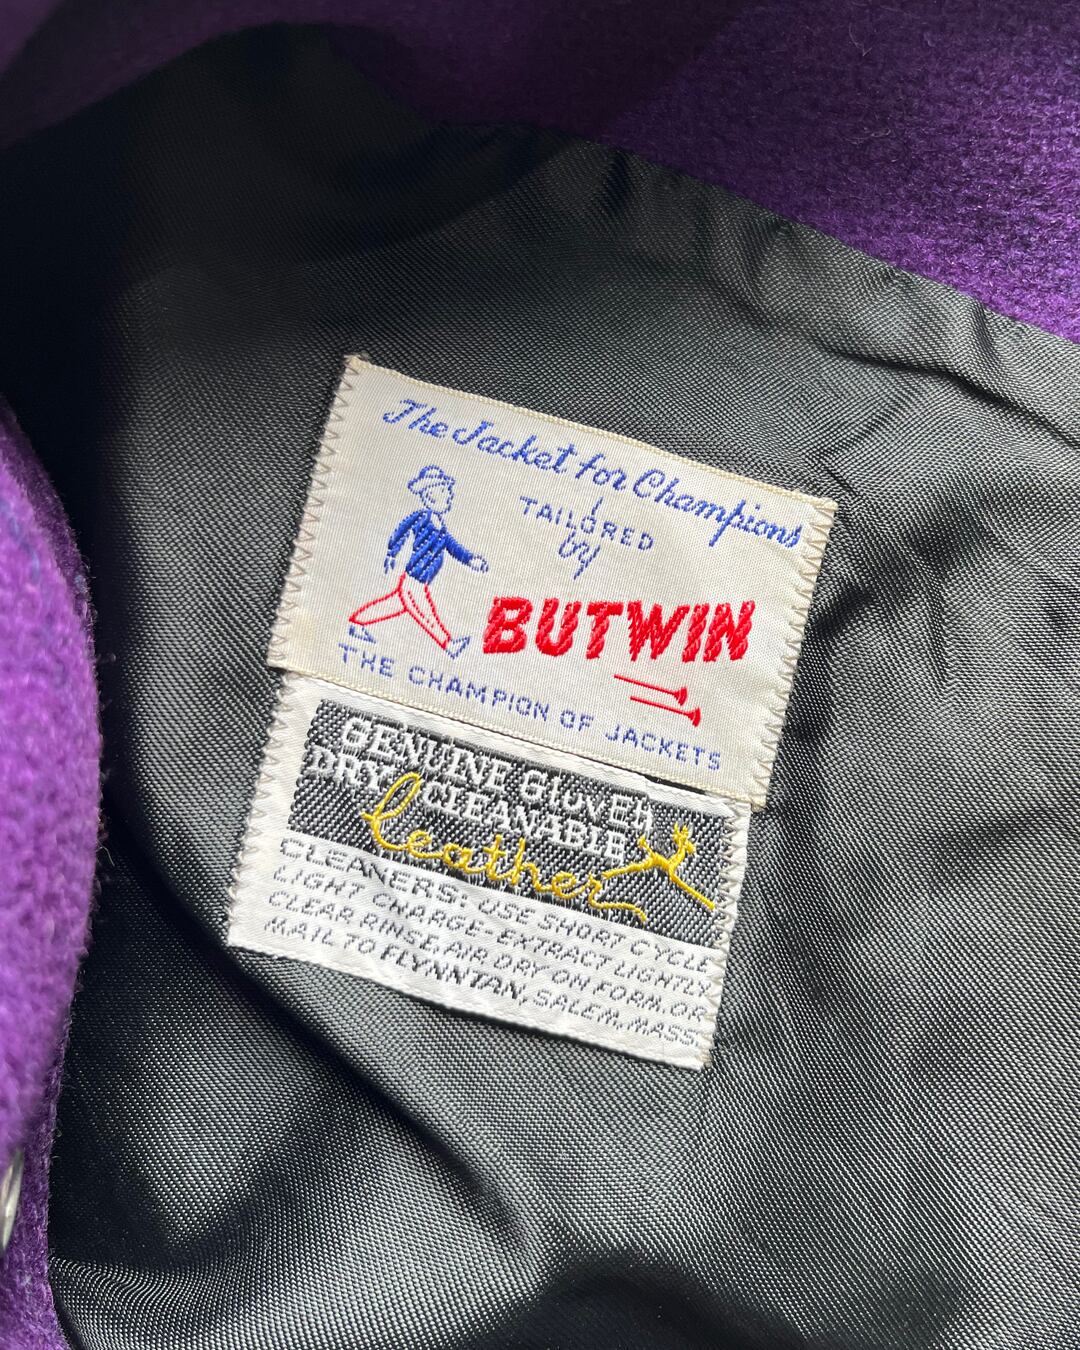 The Jacket for Champions
TAILORED
by
BUTWIN
THE CHAMPION OF JACKETS
GENUINE GLOVER
DRY CLEANABLE
leather
CLEANERS: USE SHORT CYCLE
LIGHT CHARGE-EXTRACT LIGHTLY
CLEAR RINSE AIR DRY ON FORM, OR
MAIL TO FLYNNTAN, SALEM, MASS.